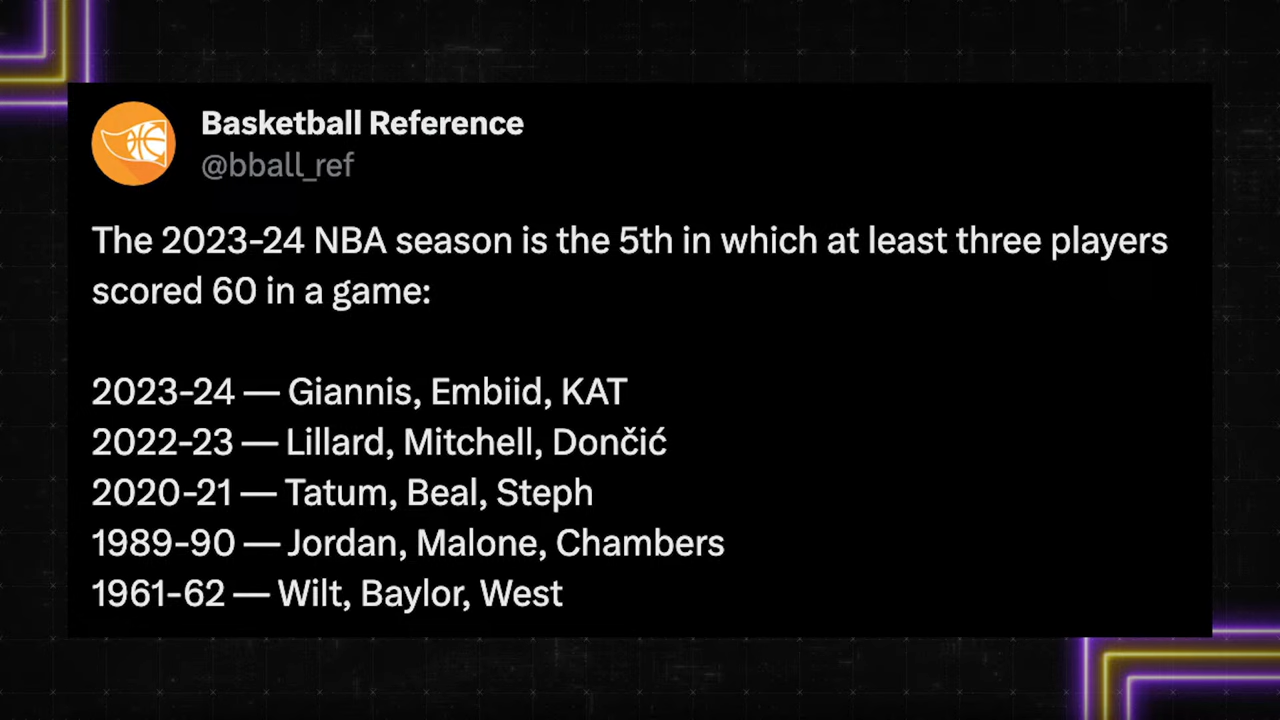 Basketball Reference
@bball_ref
The 2023-24 NBA season is the 5th in which at least three players
scored 60 in a game:
2023-24 — Giannis, Embiid, KAT
2022-23 — Lillard, Mitchell, Dončić
2020-21 — Tatum, Beal, Steph
1989-90 — Jordan, Malone, Chambers
1961-62 — Wilt, Baylor, West